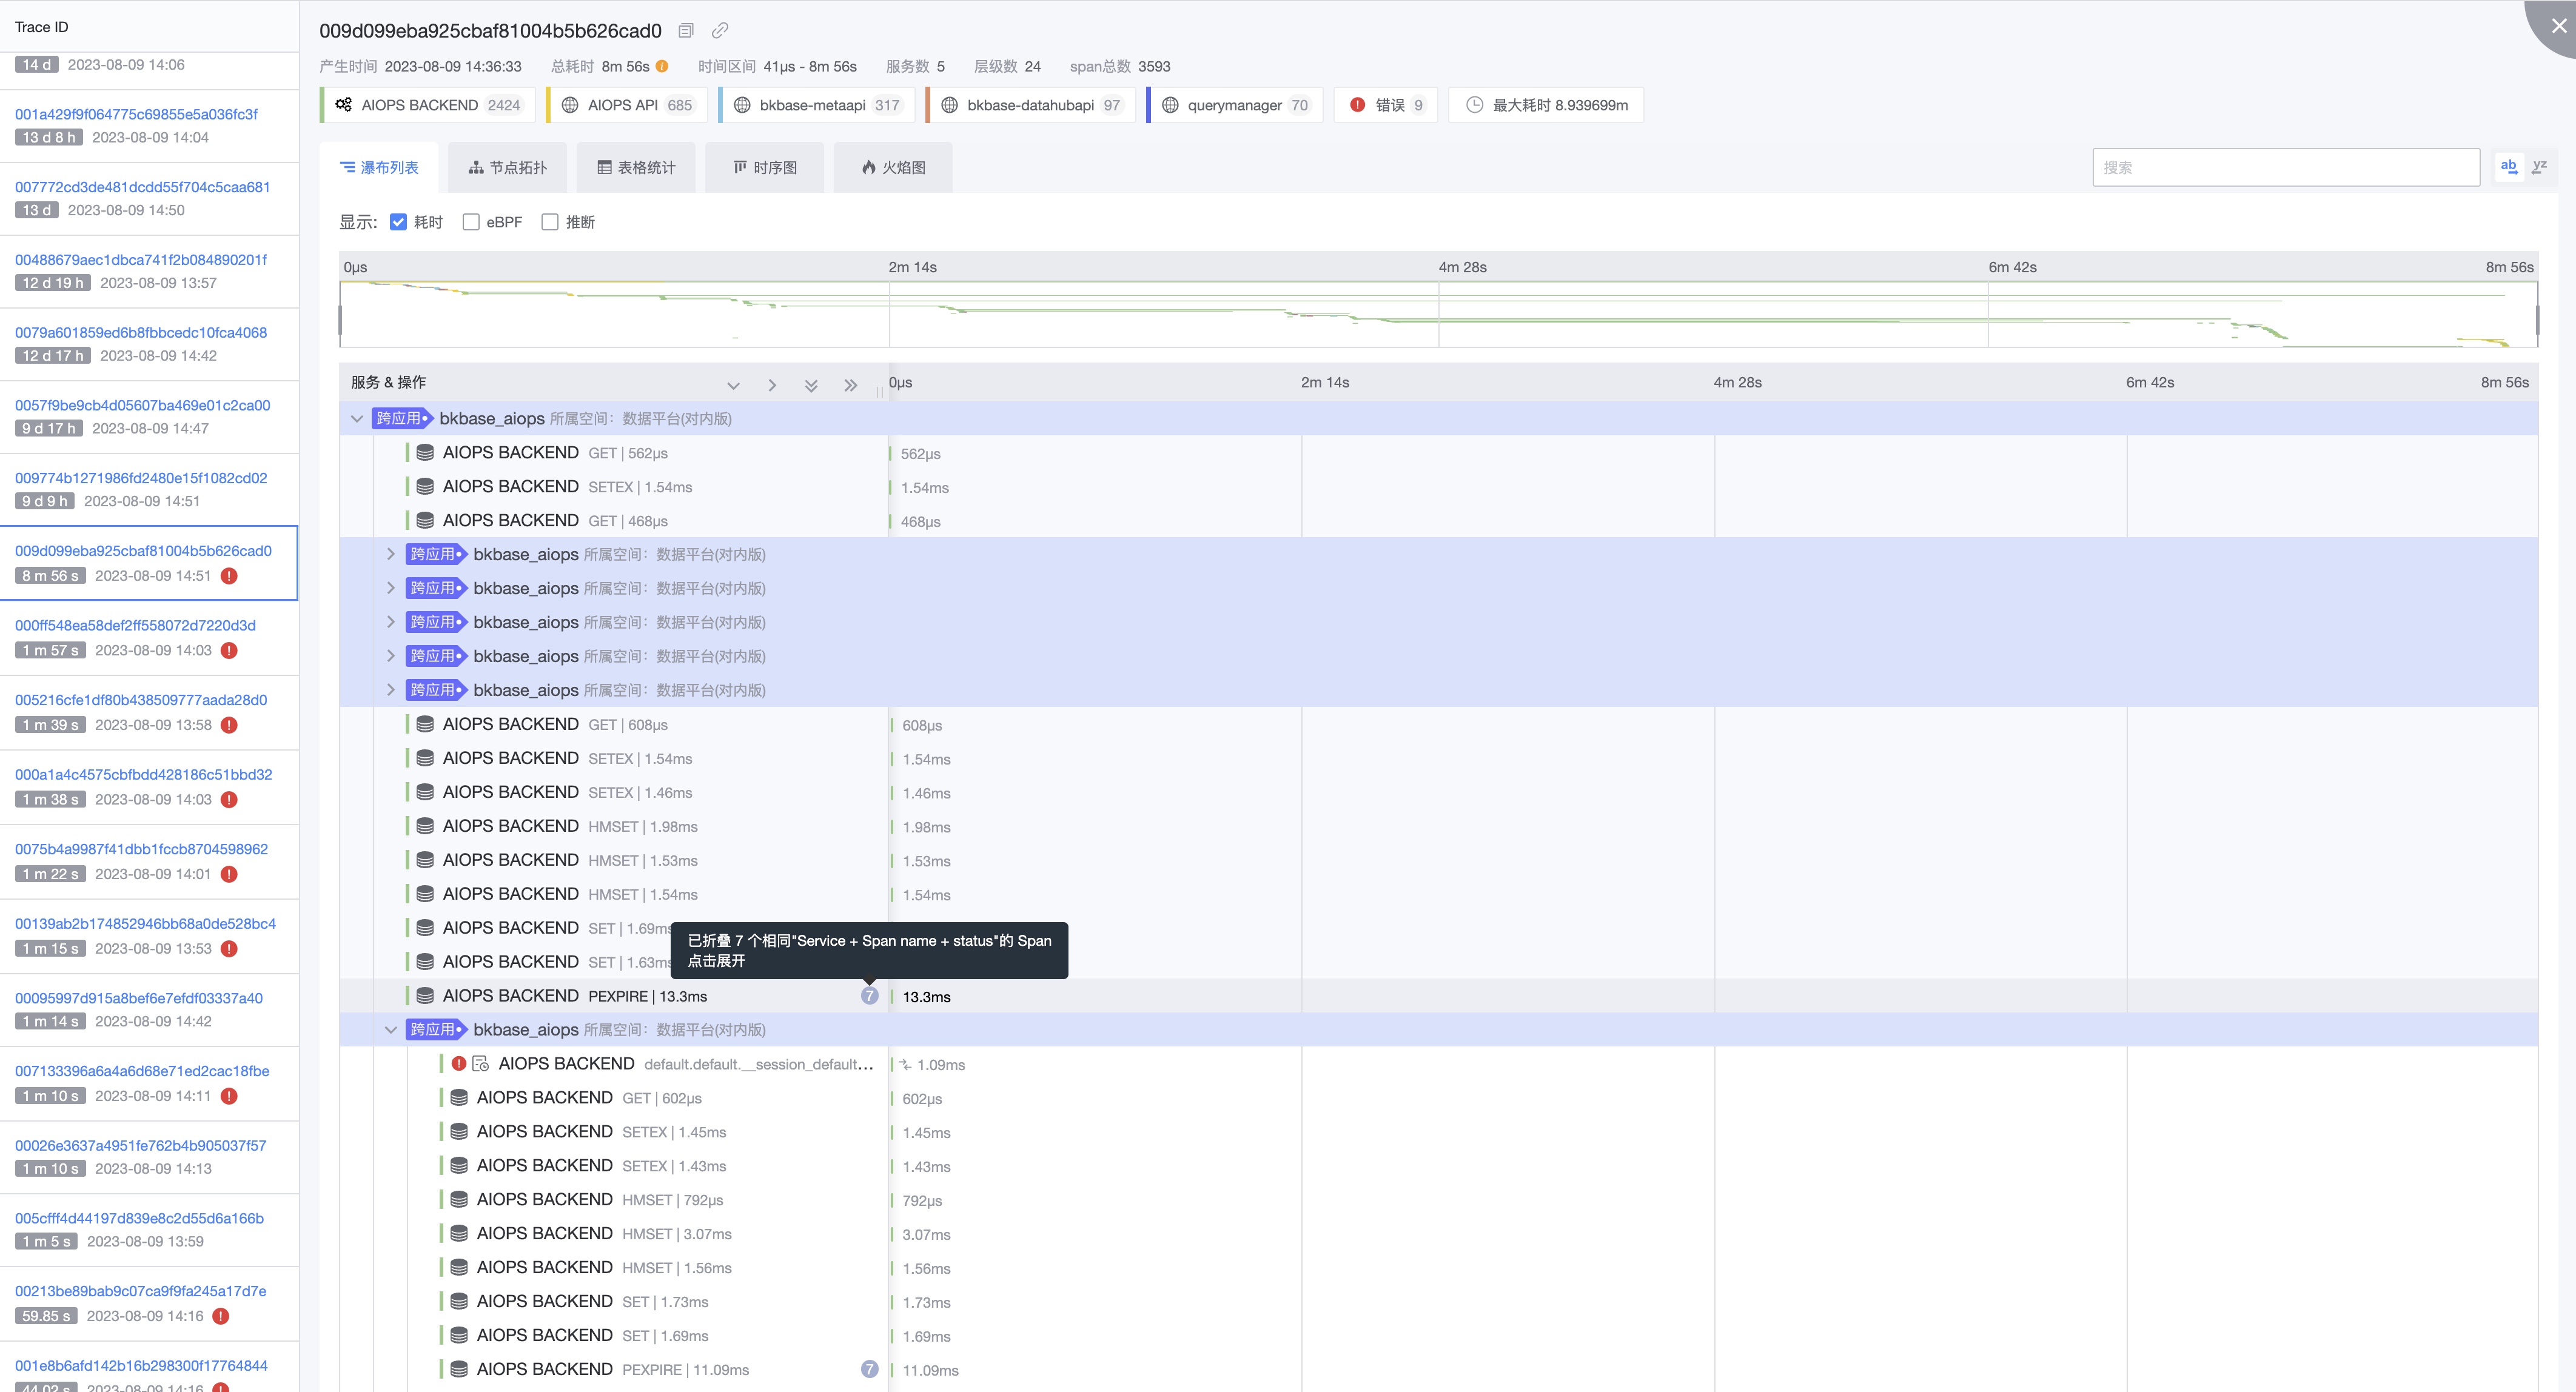 Trace ID
14 d 2023-08-09 14:06
001a429f9f064775c69855e5a036fc3f
13 d 8 h 2023-08-09 14:04
007772cd3de481dcdd55f704c5caa681
13 d 2023-08-09 14:50
00488679aec1dbca741f2b084890201f
12 d 19 h 2023-08-09 13:57
0079a601859ed6b8fbbcedc10fca4068
12 d 17 h 2023-08-09 14:42
0057f9be9cb4d05607ba469e01c2ca00
9 d 17 h 2023-08-09 14:47
009774b1271986fd2480e15f1082cd02
9 d 9 h 2023-08-09 14:51
009d099eba925cbaf81004b5b626cad0
8 m 56 s 2023-08-09 14:51
000ff548ea58def2ff558072d7220d3d
1 m 57 s 2023-08-09 14:03
005216cfe1df80b438509777aada28d0
1 m 39 s 2023-08-09 13:58
000a1a4c4575cbfbdd428186c51bbd32
1 m 38 s 2023-08-09 14:03
0075b4a9987f41dbb1fccb8704598962
1 m 22 s 2023-08-09 14:01
00139ab2b174852946bb68a0de528bc4
1 m 15 s 2023-08-09 13:53
00095997d915a8bef6e7efdf03337a40
1 m 14 s 2023-08-09 14:42
007133396a6a4a6d68e71ed2cac18fbe
1 m 10 s 2023-08-09 14:11
00026e3637a4951fe762b4b905037f57
1 m 10 s 2023-08-09 14:13
005cfff4d44197d839e8c2d55d6a166b
1 m 5 s 2023-08-09 13:59
00213be89bab9c07ca9f9fa245a17d7e
59.85 s 2023-08-09 14:16
001e8b6afd142b16b298300f17764844
44.02 s 2023-08-09 14:16
009d099eba925cbaf81004b5b626cad0
产生时间 2023-08-09 14:36:33 总耗时 8m 56s 时间区间 41μs - 8m 56s 服务数 5 层级数 24 span总数 3593
AIOPS BACKEND 2424 AIOPS API 685 bkbase-metaapi 317 bkbase-datahubapi 97 querymanager 70 错误 9 最大耗时 8.939699m
瀑布列表 节点拓扑 表格统计 时序图 火焰图 搜索 ab yz
显示: 耗时 eBPF 推断
0μs 2m 14s 4m 28s 6m 42s 8m 56s
服务 & 操作 0μs 2m 14s 4m 28s 6m 42s 8m 56s
跨应用 bkbase_aiops 所属空间：数据平台(对内版)
AIOPS BACKEND GET | 562μs 562μs
AIOPS BACKEND SETEX | 1.54ms 1.54ms
AIOPS BACKEND GET | 468μs 468μs
跨应用 bkbase_aiops 所属空间：数据平台(对内版)
跨应用 bkbase_aiops 所属空间：数据平台(对内版)
跨应用 bkbase_aiops 所属空间：数据平台(对内版)
跨应用 bkbase_aiops 所属空间：数据平台(对内版)
跨应用 bkbase_aiops 所属空间：数据平台(对内版)
AIOPS BACKEND GET | 608μs 608μs
AIOPS BACKEND SETEX | 1.54ms 1.54ms
AIOPS BACKEND SETEX | 1.46ms 1.46ms
AIOPS BACKEND HMSET | 1.98ms 1.98ms
AIOPS BACKEND HMSET | 1.53ms 1.53ms
AIOPS BACKEND HMSET | 1.54ms 1.54ms
AIOPS BACKEND SET | 1.69ms
已折叠 7 个相同"Service + Span name + status"的 Span
点击展开
AIOPS BACKEND SET | 1.63ms
AIOPS BACKEND PEXPIRE | 13.3ms 7 13.3ms
跨应用 bkbase_aiops 所属空间：数据平台(对内版)
AIOPS BACKEND default.default.__session_default... 1.09ms
AIOPS BACKEND GET | 602μs 602μs
AIOPS BACKEND SETEX | 1.45ms 1.45ms
AIOPS BACKEND SETEX | 1.43ms 1.43ms
AIOPS BACKEND HMSET | 792μs 792μs
AIOPS BACKEND HMSET | 3.07ms 3.07ms
AIOPS BACKEND HMSET | 1.56ms 1.56ms
AIOPS BACKEND SET | 1.73ms 1.73ms
AIOPS BACKEND SET | 1.69ms 1.69ms
AIOPS BACKEND PEXPIRE | 11.09ms 7 11.09ms